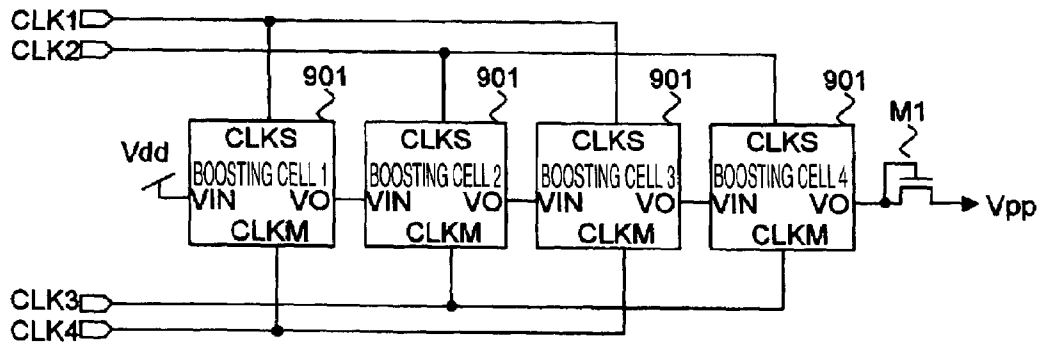 CLK1
CLK2
901 901 901 901
M1
Vdd
CLKS CLKS CLKS CLKS
BOOSTING CELL 1 BOOSTING CELL 2 BOOSTING CELL 3 BOOSTING CELL 4
VIN VO VIN VO VIN VO VIN VO
Vpp
CLKM CLKM CLKM CLKM
CLK3
CLK4